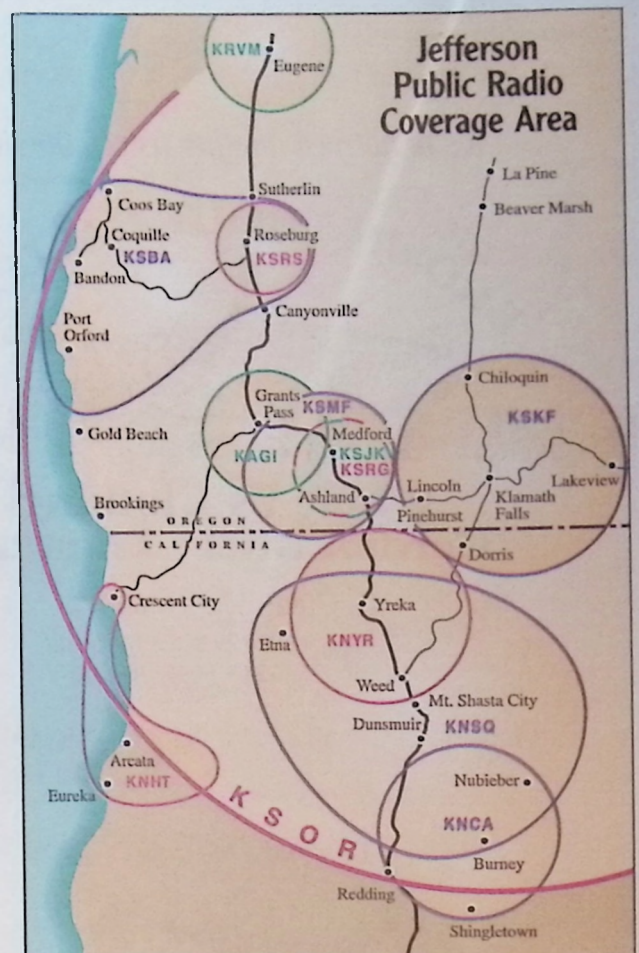 Jefferson
Public Radio
Coverage Area
KRVM
Eugene
La Pine
Beaver Marsh
Sutherlin
Coos Bay
Coquille
KSBA
Bandon
Roseburg
KSRS
Port
Orford
Canyonville
Chiloquin
Grants
Pass
KSMF
KSKF
Gold Beach
Medford
KAGI
KSJK
KSRG
Lakeview
Ashland
Lincoln
Klamath
Falls
Pinehurst
Brookings
OREGON
CALIFORNIA
Dorris
Crescent City
Yreka
Etna
KNYR
Weed
Mt. Shasta City
Dunsmuir
KNSQ
Arcata
KNHT
Eureka
Nubieber
KSOR
KNCA
Burney
Redding
Shingletown